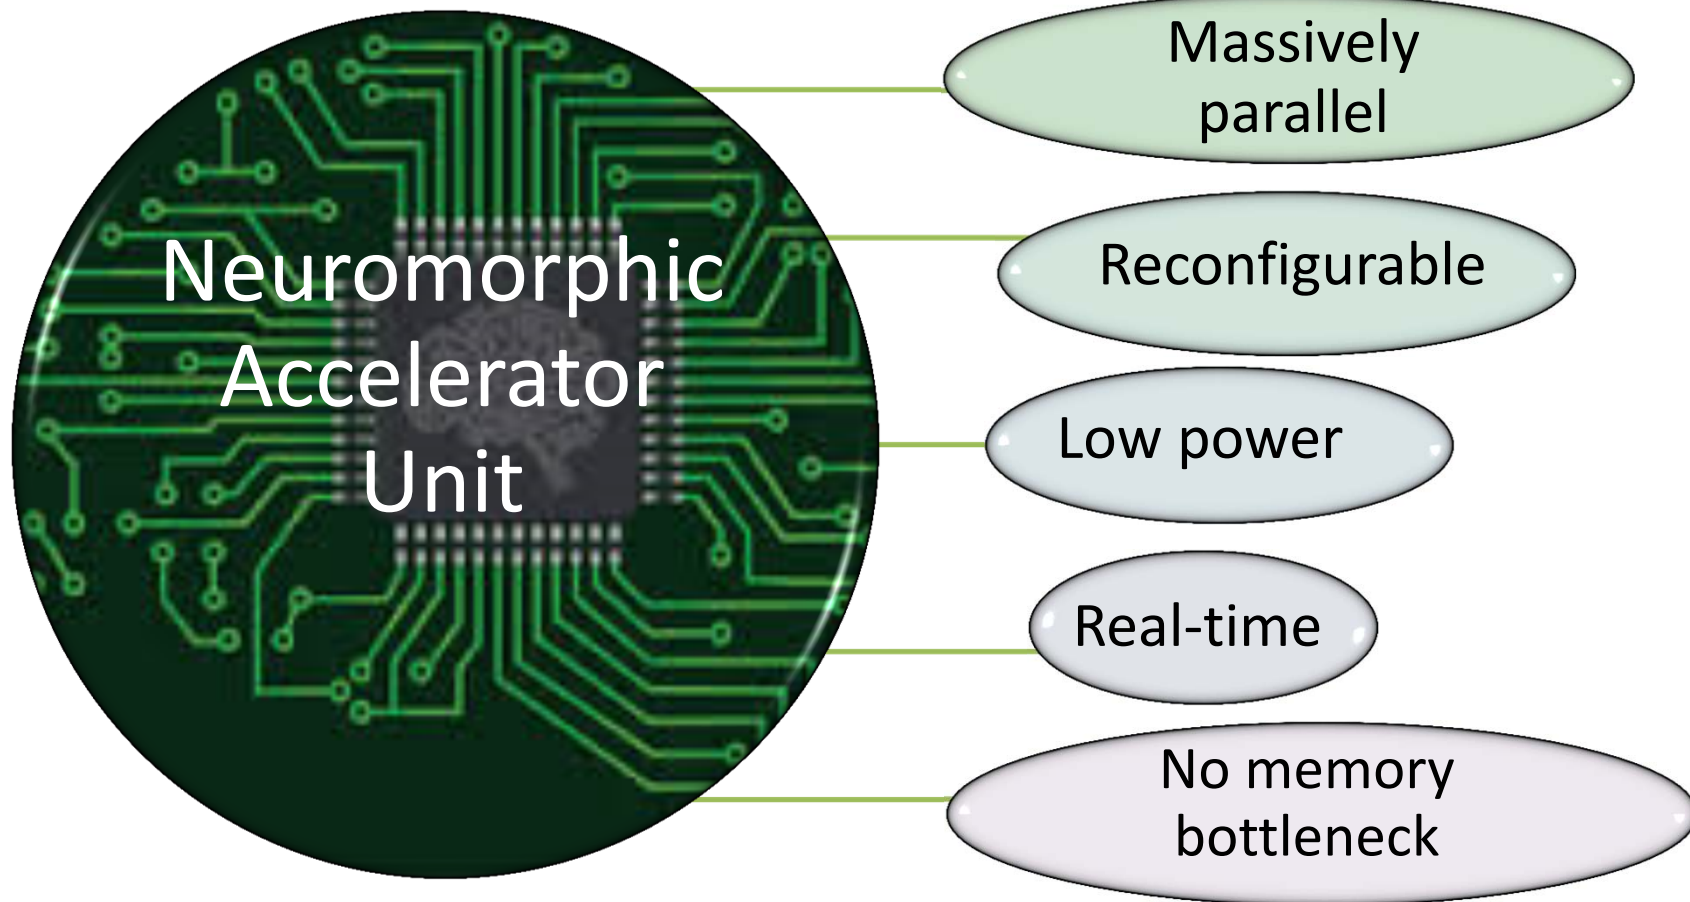 Neuromorphic
Accelerator
Unit
Massively
parallel
Reconfigurable
Low power
Real-time
No memory
bottleneck